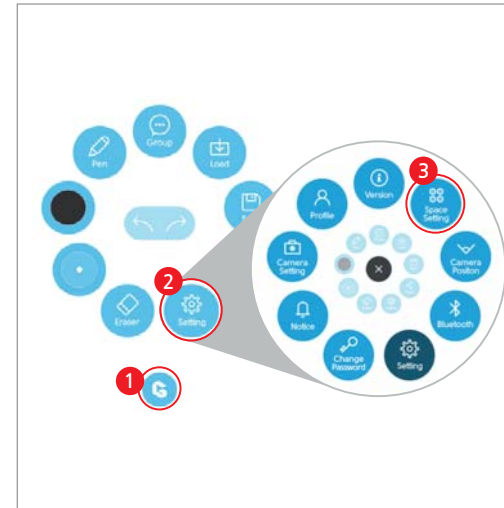 Group
Pen
Load
3
Version
Profile
Space
Setting
Camera
Setting
Camera
Positon
2
Eraser
Setting
Notice
Bluetooth
Change
Password
Setting
1